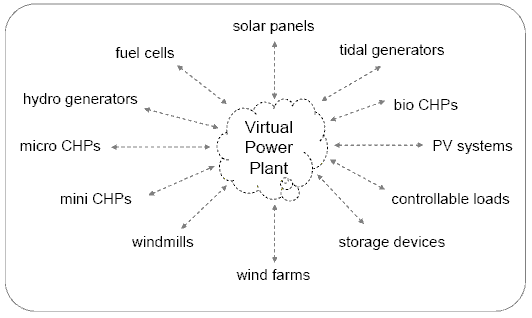 solar panels
fuel cells
tidal generators
hydro generators
bio CHPs
Virtual
Power
Plant
micro CHPs
PV systems
mini CHPs
controllable loads
windmills
storage devices
wind farms